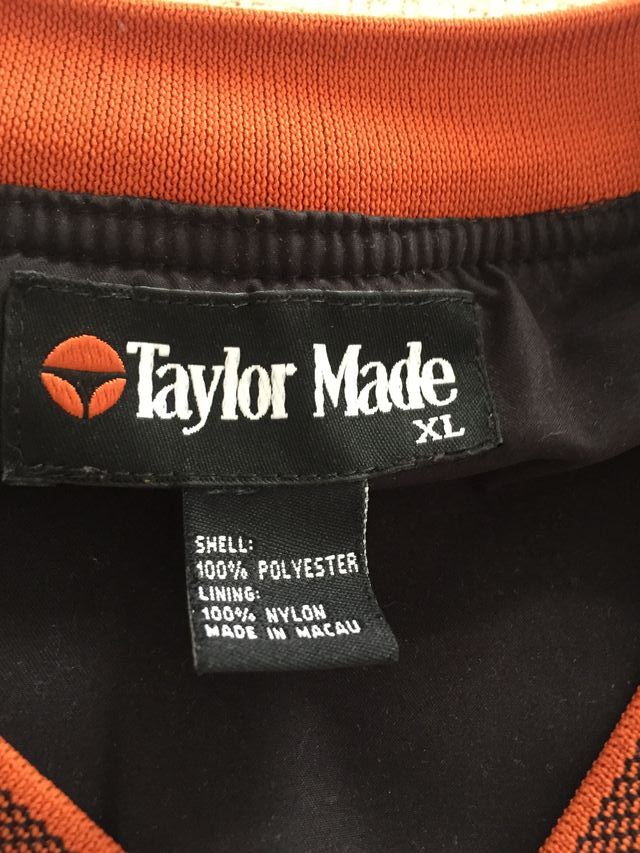 Taylor Made
XL
SHELL:
100% POLYESTER
LINING:
100% NYLON
MADE IN MACAU